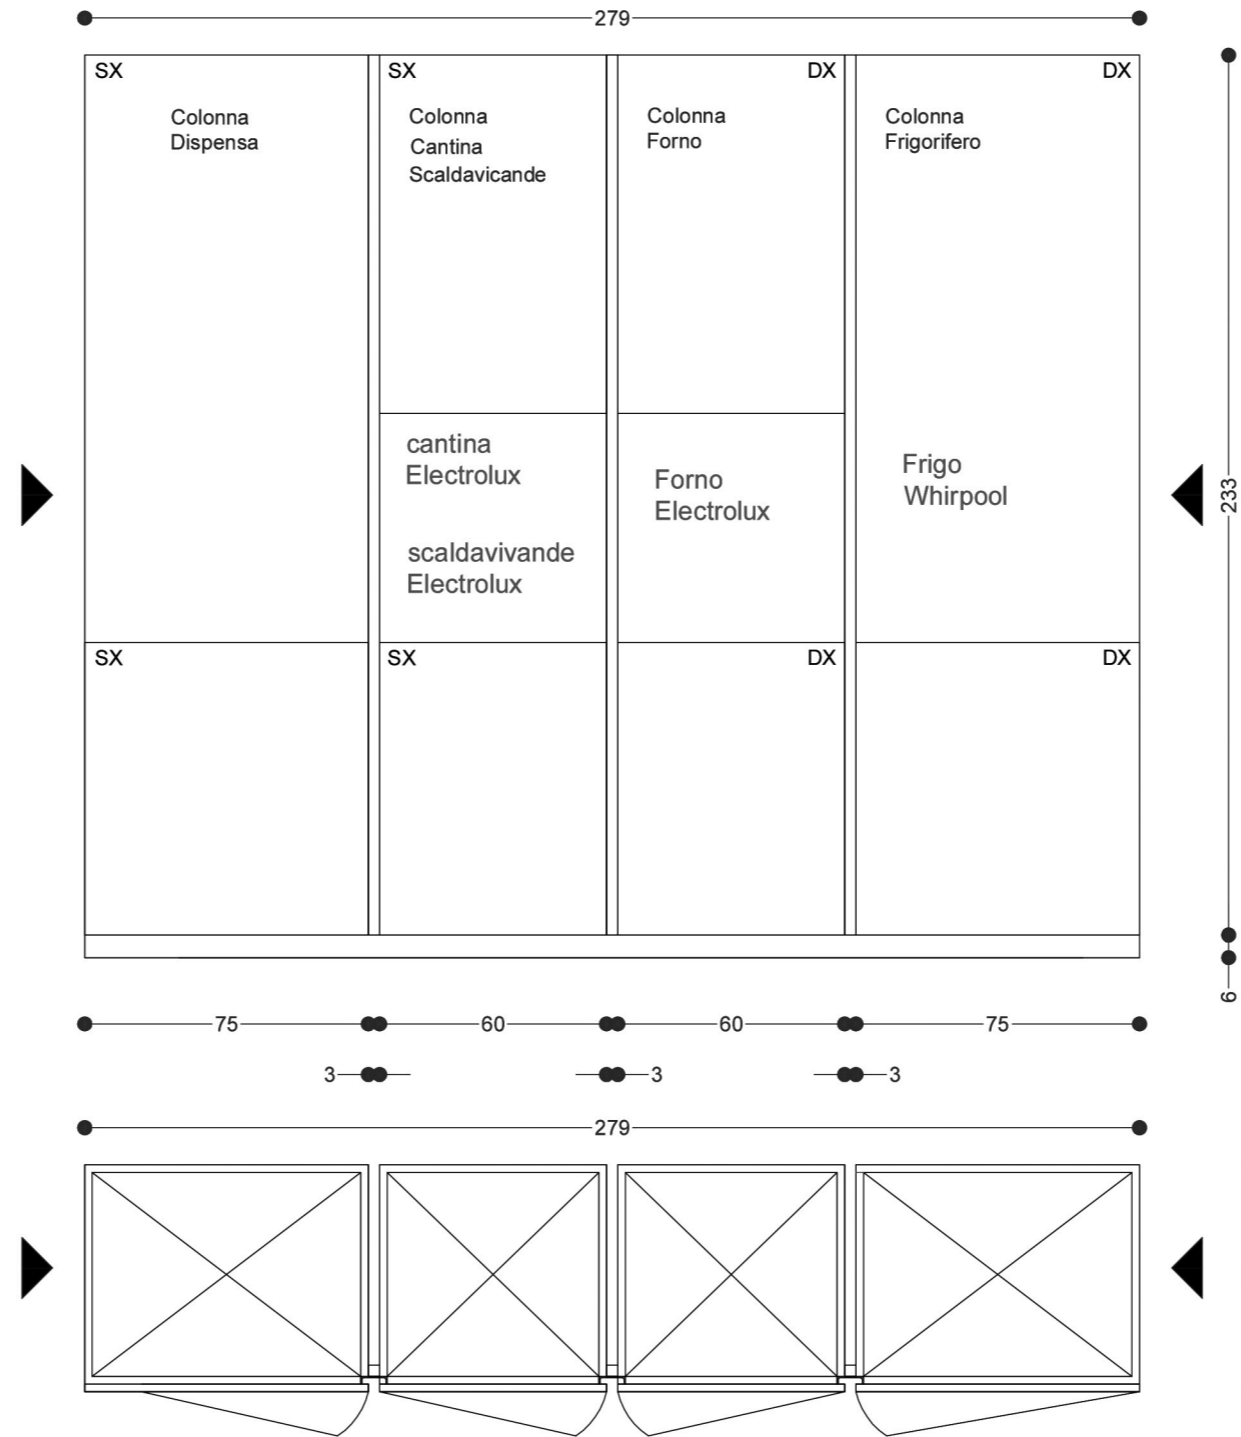 279
SX
SX
DX
DX
Colonna
Dispensa
Colonna
Cantina
Scaldavicande
Colonna
Forno
Colonna
Frigorifero
cantina
Electrolux
scaldavivande
Electrolux
Forno
Electrolux
Frigo
Whirpool
233
SX
SX
DX
DX
6
75
60
60
75
3
3
3
279